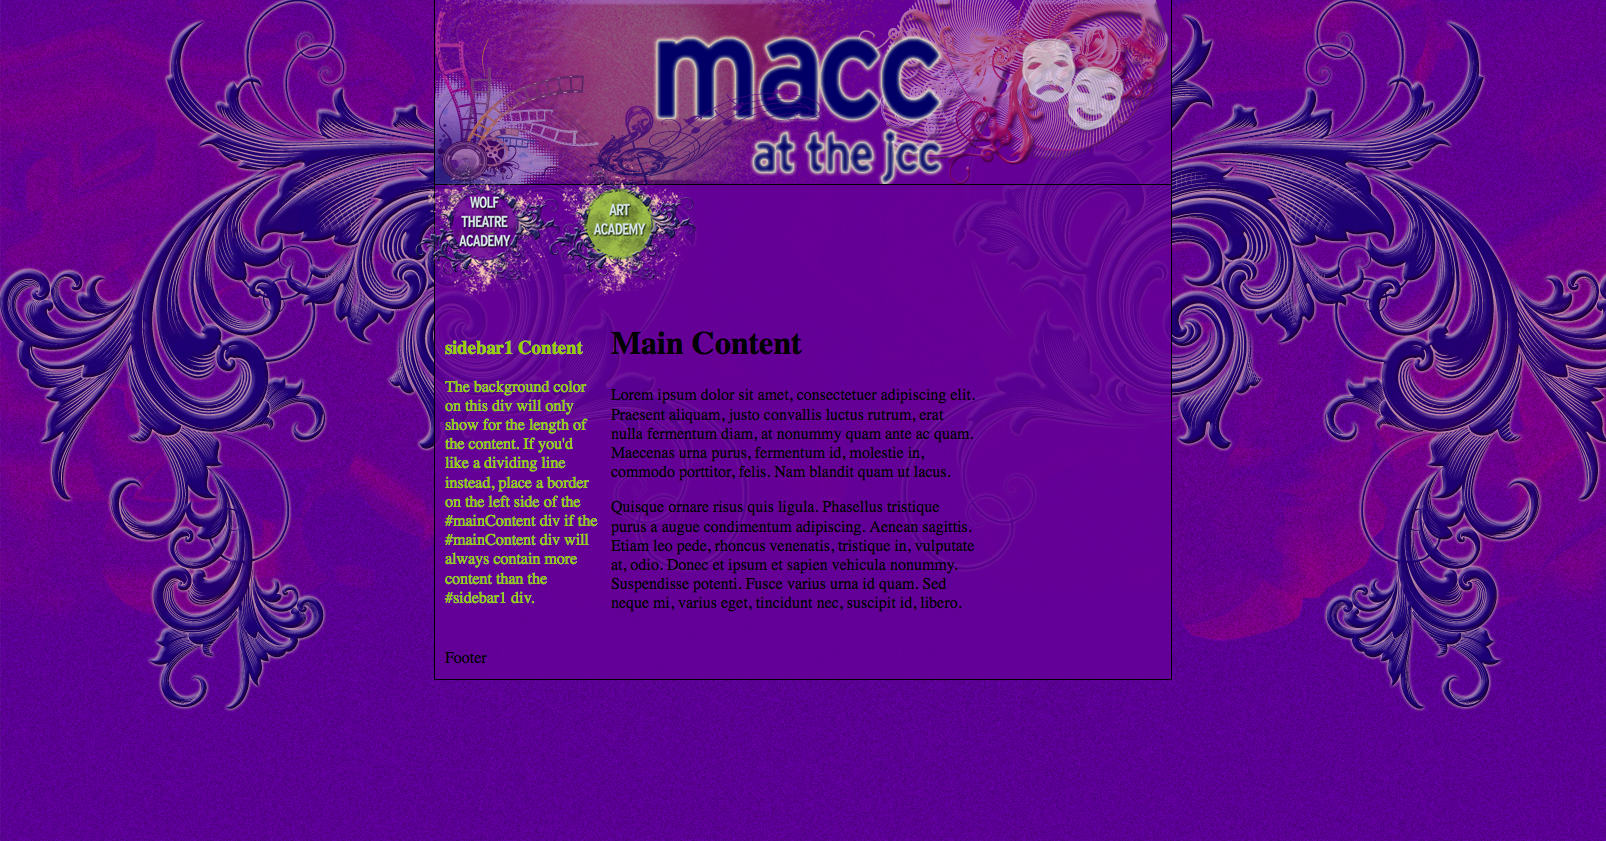 macc
at the jcc
WOLF
THEATRE
ACADEMY
ART
ACADEMY
sidebar1 Content
The background color
on this div will only
show for the length of
the content. If you'd
like a dividing line
instead, place a border
on the left side of the
#mainContent div if the
#mainContent div will
always contain more
content than the
#sidebar1 div.
Main Content
Lorem ipsum dolor sit amet, consectetuer adipiscing elit.
Praesent aliquam, justo convallis luctus rutrum, erat
nulla fermentum diam, at nonummy quam ante ac quam.
Maecenas urna purus, fermentum id, molestie in,
commodo porttitor, felis. Nam blandit quam ut lacus.
Quisque ornare risus quis ligula. Phasellus tristique
purus a augue condimentum adipiscing. Aenean sagittis.
Etiam leo pede, rhoncus venenatis, tristique in, vulputate
at, odio. Donec et ipsum et sapien vehicula nonummy.
Suspendisse potenti. Fusce varius urna id quam. Sed
neque mi, varius eget, tincidunt nec, suscipit id, libero.
Footer